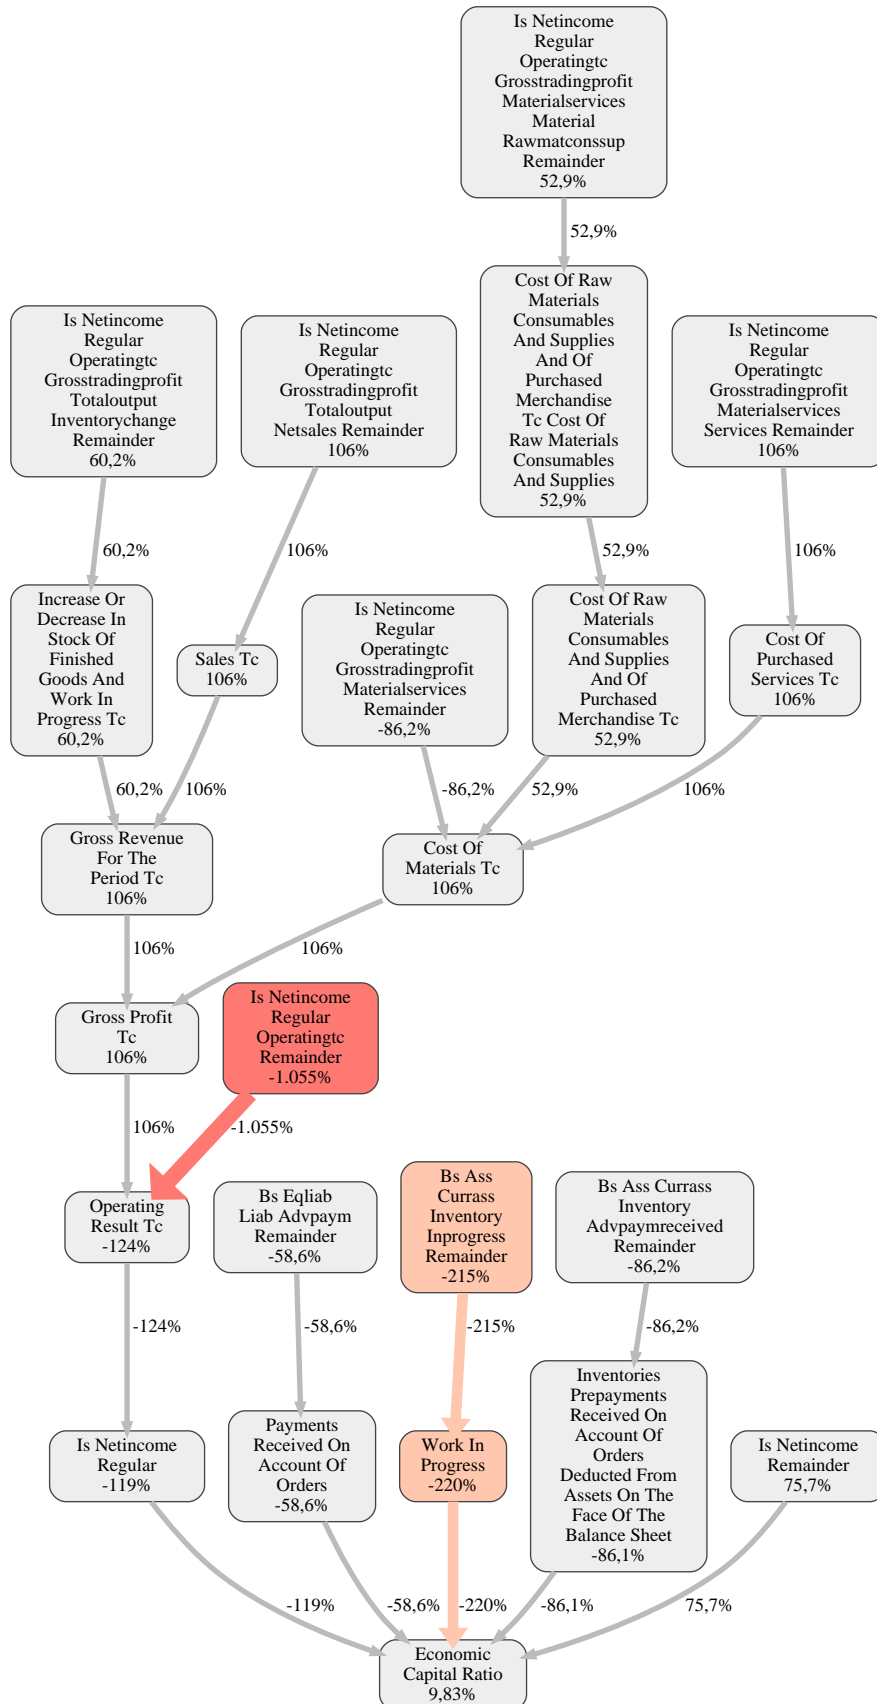 Is Netincome
Regular
Operatingtc
Grosstradingprofit
Materialservices
Material
Rawmatconssup
Remainder
52,9%
52,9%
Is Netincome
Regular
Operatingtc
Grosstradingprofit
Totaloutput
Inventorychange
Remainder
60,2%
Is Netincome
Regular
Operatingtc
Grosstradingprofit
Totaloutput
Netsales Remainder
106%
Cost Of Raw
Materials
Consumables
And Supplies
And Of
Purchased
Merchandise
Tc Cost Of
Raw Materials
Consumables
And Supplies
52,9%
Is Netincome
Regular
Operatingtc
Grosstradingprofit
Materialservices
Services Remainder
106%
60,2%
106%
52,9%
106%
Increase Or
Decrease In
Stock Of
Finished
Goods And
Work In
Progress Tc
60,2%
Sales Tc
106%
Is Netincome
Regular
Operatingtc
Grosstradingprofit
Materialservices
Remainder
-86,2%
Cost Of Raw
Materials
Consumables
And Supplies
And Of
Purchased
Merchandise Tc
52,9%
Cost Of
Purchased
Services Tc
106%
60,2%
106%
-86,2%
52,9%
106%
Gross Revenue
For The
Period Tc
106%
Cost Of
Materials Tc
106%
106%
106%
Gross Profit
Tc
106%
Is Netincome
Regular
Operatingtc
Remainder
-1.055%
106%
-1.055%
Operating
Result Tc
-124%
Bs Eqliab
Liab Advpaym
Remainder
-58,6%
Bs Ass
Currass
Inventory
Inprogress
Remainder
-215%
Bs Ass Currass
Inventory
Advpaymreceived
Remainder
-86,2%
-124%
-58,6%
-215%
-86,2%
Is Netincome
Regular
-119%
Payments
Received On
Account Of
Orders
-58,6%
Work In
Progress
-220%
Inventories
Prepayments
Received On
Account Of
Orders
Deducted From
Assets On The
Face Of The
Balance Sheet
-86,1%
Is Netincome
Remainder
75,7%
-119%
-58,6%
-220%
-86,1%
75,7%
Economic
Capital Ratio
9,83%